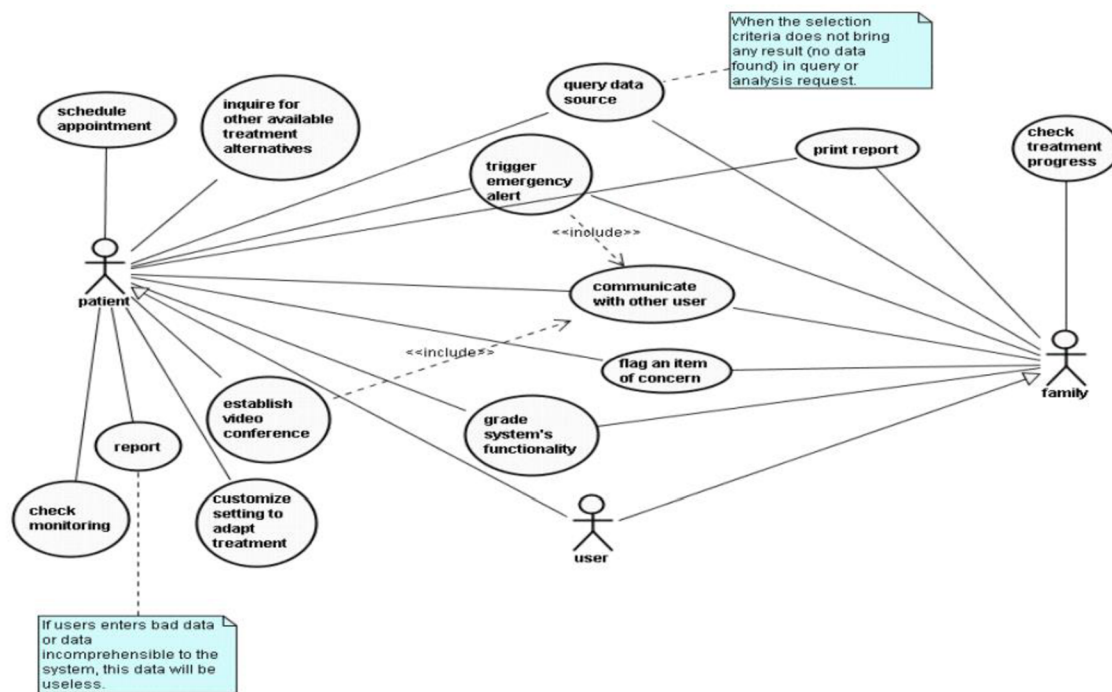 When the selection
criteria does not bring
any result (no data
found) in query or
analysis request.
query data
source
schedule
appointment
inquire for
other available
treatment
alternatives
trigger
emergency
alert
print report
check
treatment
progress
<<include>>
patient
communicate
with other user
<<include>>
flag an item
of concern
family
establish
video
conference
grade
system's
functionality
report
check
monitoring
customize
setting to
adapt
treatment
user
If users enters bad data
or data
incomprehensible to the
system, this data will be
useless.